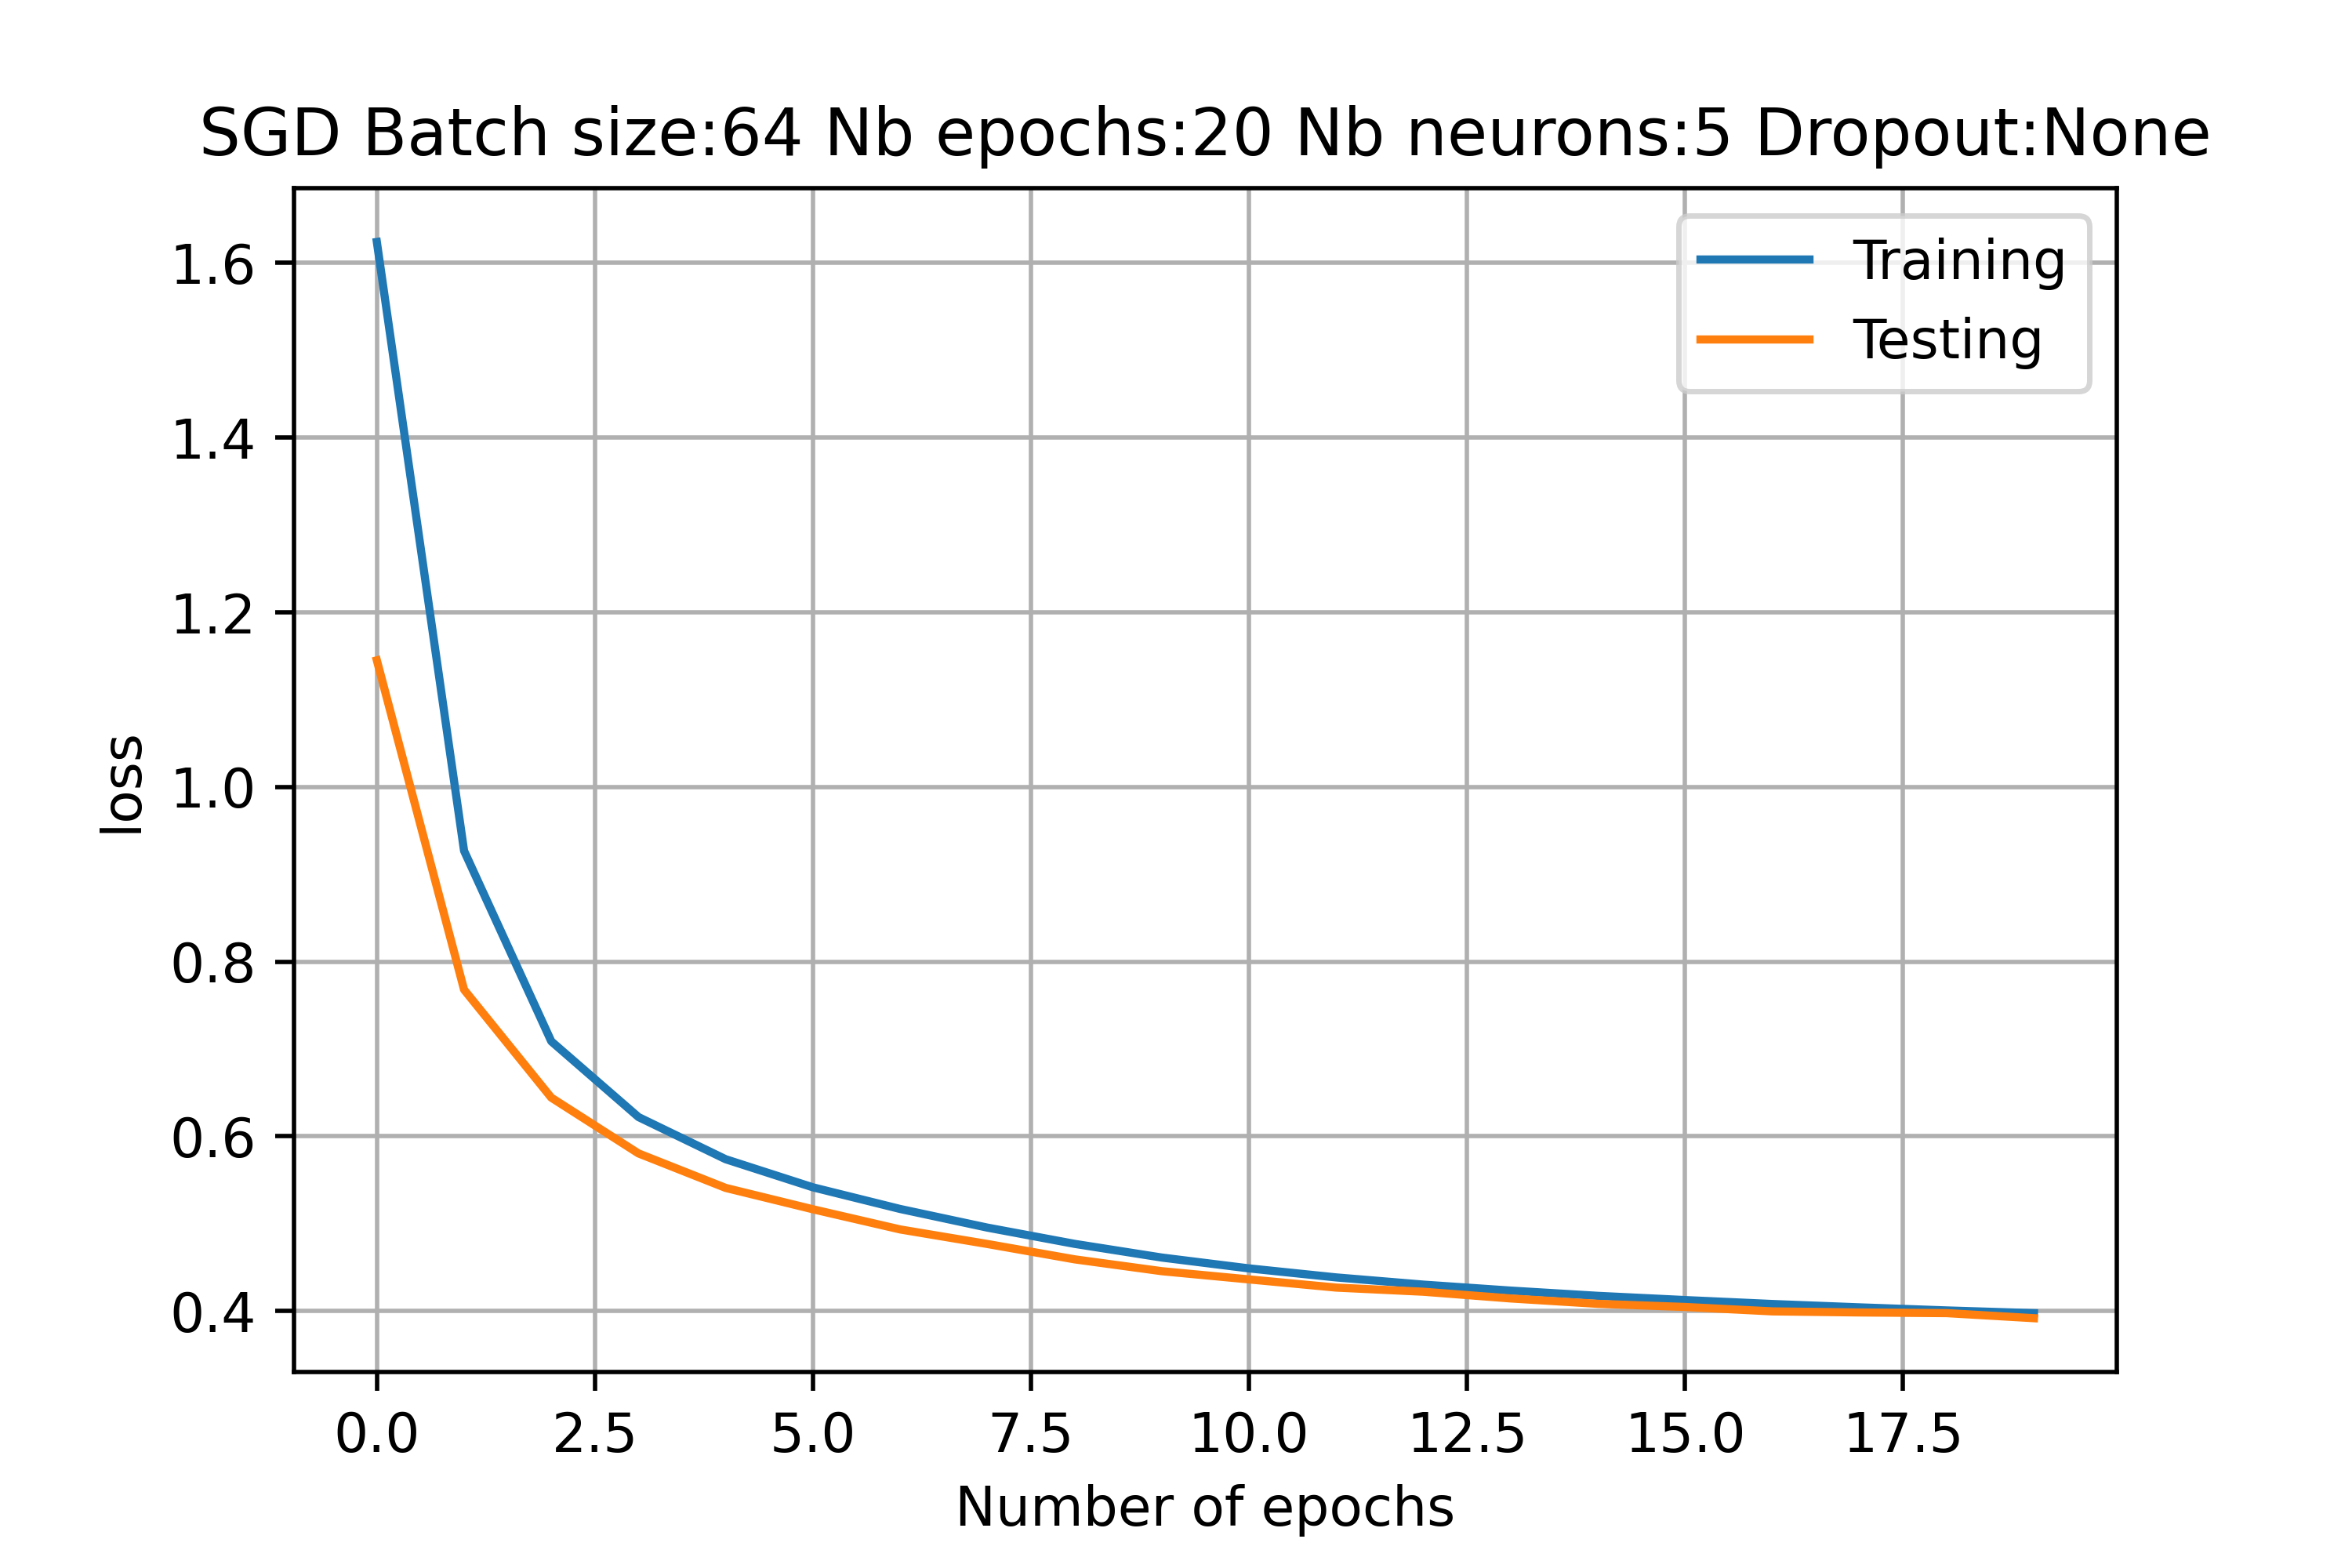 SGD Batch size:64 Nb epochs:20 Nb neurons:5 Dropout:None
Training
Testing
1.6
1.4
1.2
1.0
0.8
0.6
0.4
loss
0.0 2.5 5.0 7.5 10.0 12.5 15.0 17.5
Number of epochs